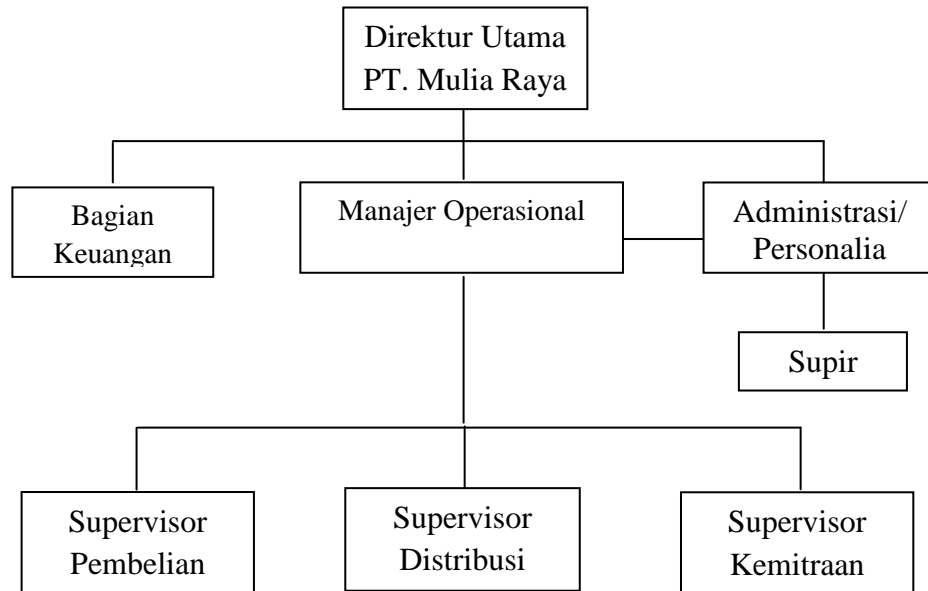 Direktur Utama
PT. Mulia Raya
Bagian
Keuangan
Manajer Operasional
Administrasi/
Personalia
Supir
Supervisor
Pembelian
Supervisor
Distribusi
Supervisor
Kemitraan